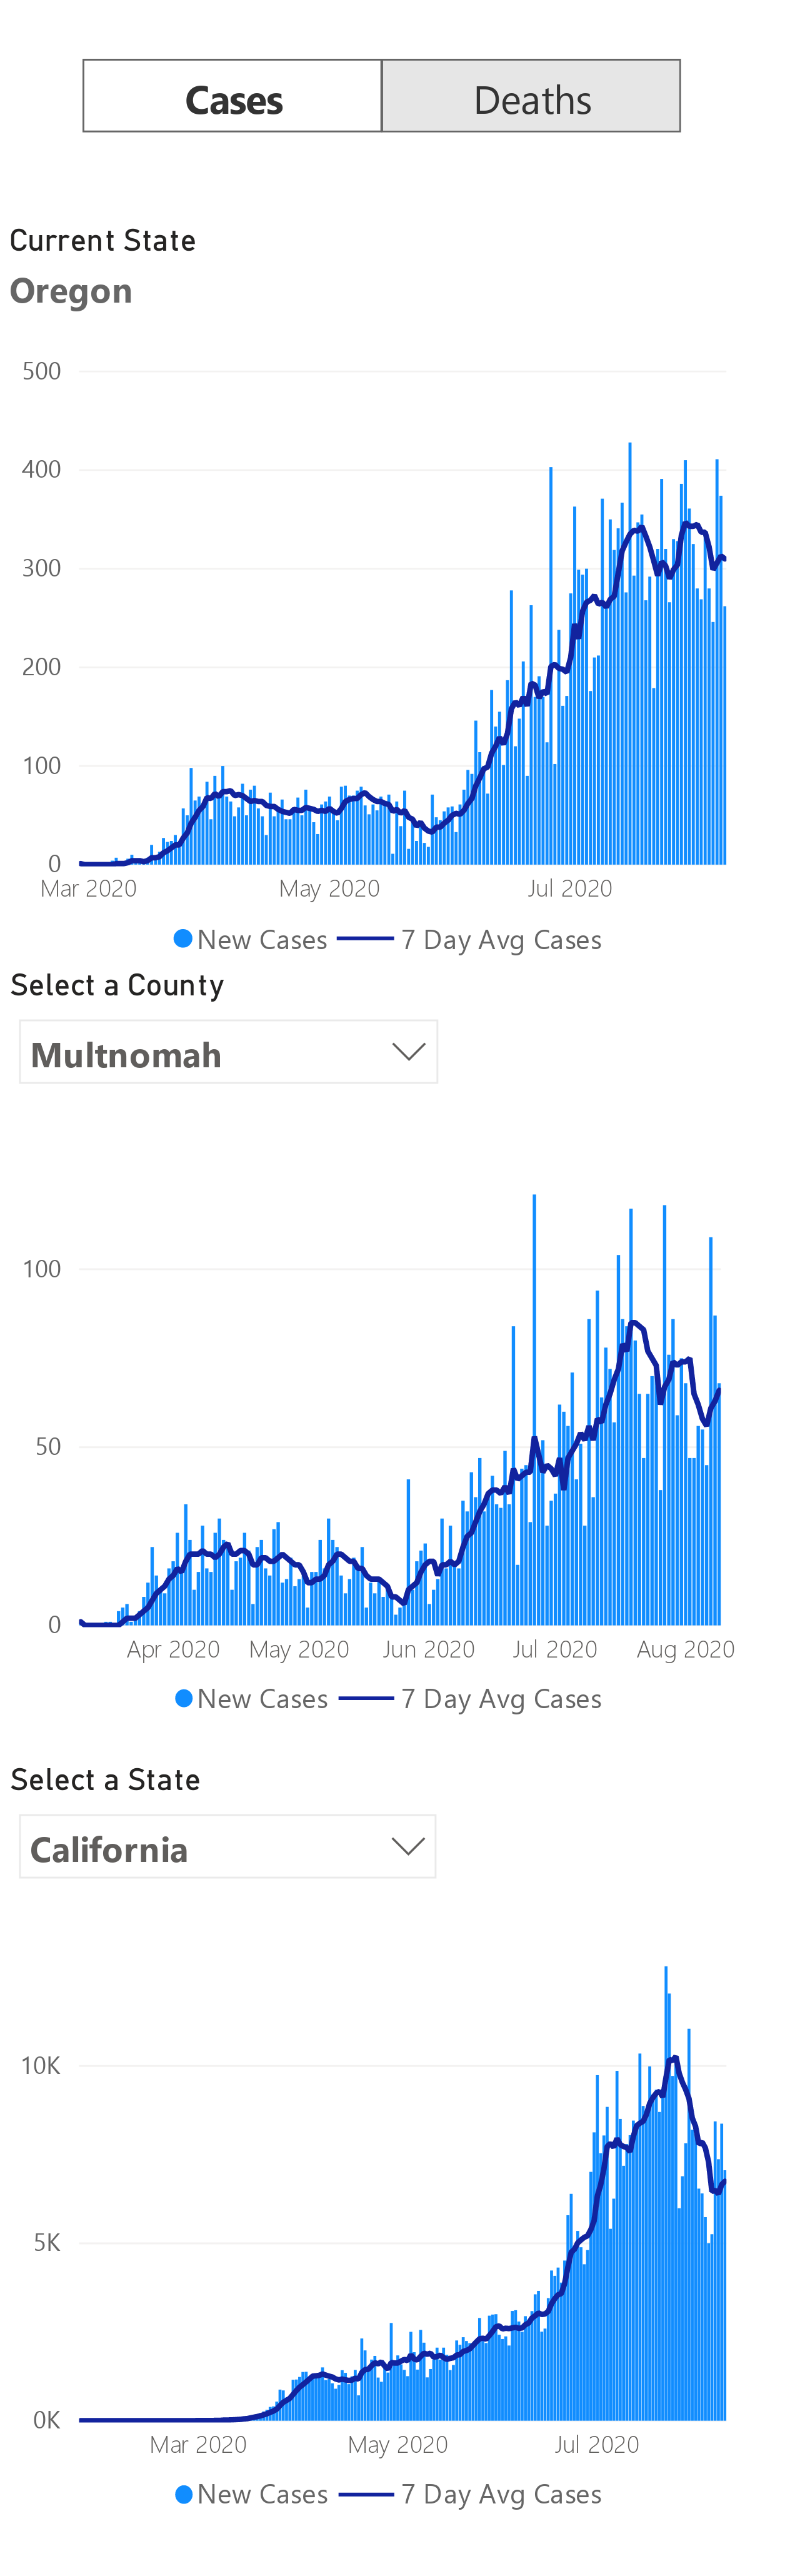 Cases Deaths
Current State
Oregon
500
400
300
200
100
0
Mar 2020 May 2020 Jul 2020
New Cases 7 Day Avg Cases
Select a County
Multnomah
100
50
0
Apr 2020 May 2020 Jun 2020 Jul 2020 Aug 2020
New Cases 7 Day Avg Cases
Select a State
California
10K
5K
0K
Mar 2020 May 2020 Jul 2020
New Cases 7 Day Avg Cases